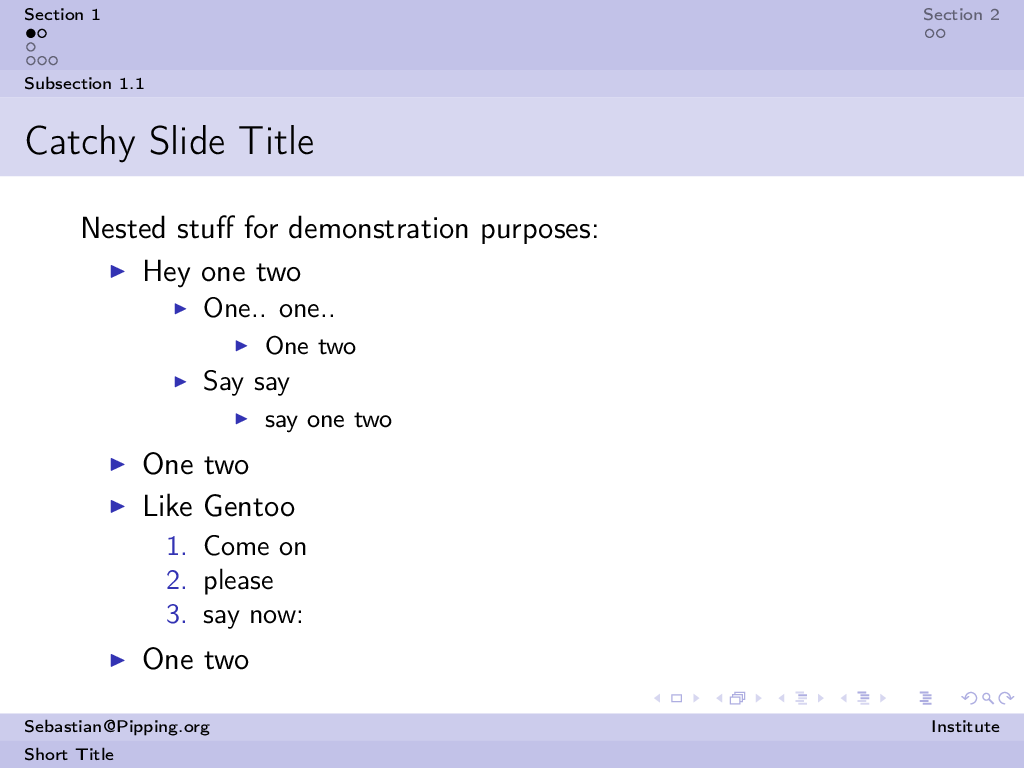 Section 1
Section 2
Subsection 1.1
Catchy Slide Title
Nested stuff for demonstration purposes:
Hey one two
One.. one..
One two
Say say
say one two
One two
Like Gentoo
1. Come on
2. please
3. say now:
One two
Sebastian@Pipping.org
Institute
Short Title